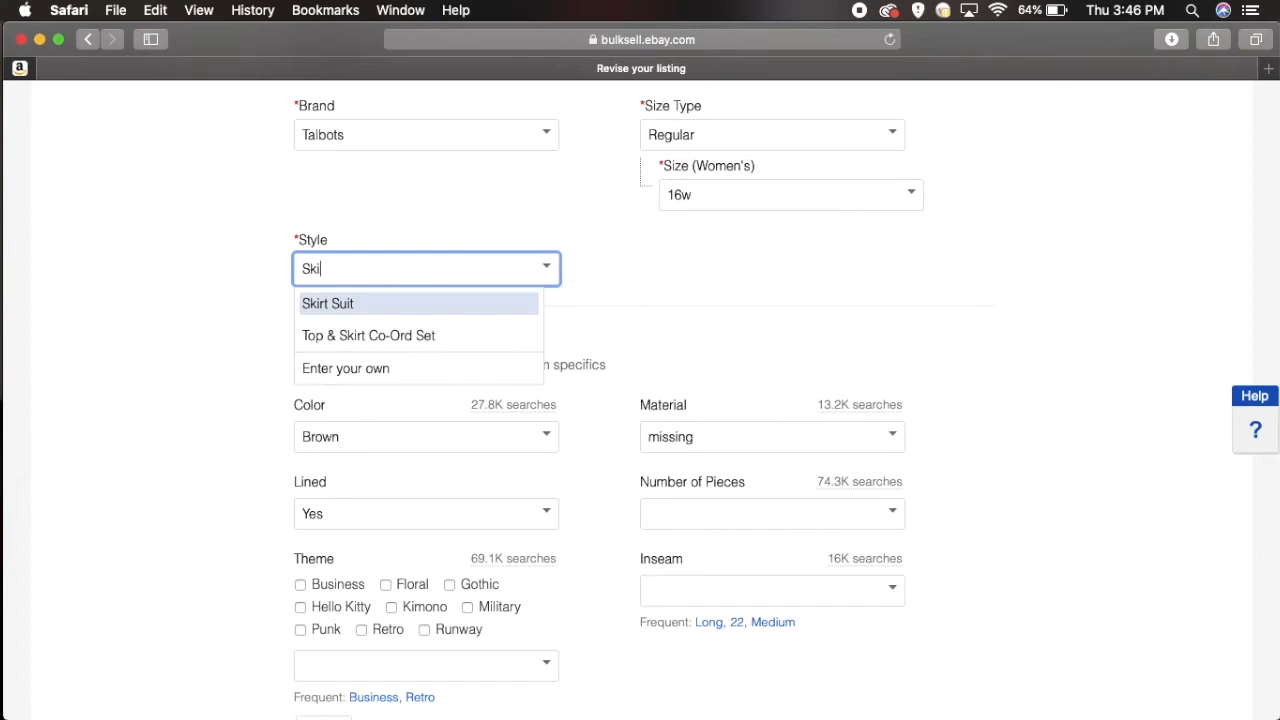 Safari File Edit View History Bookmarks Window Help 64% Thu 3:46 PM
bulksell.ebay.com
a Revise your listing
*Brand *Size Type
Talbots Regular
*Size (Women's)
16w
*Style
Ski
Skirt Suit
Top & Skirt Co-Ord Set
Enter your own n specifics
Help
?
Color 27.8K searches Material 13.2K searches
Brown missing
Lined Number of Pieces 74.3K searches
Yes
Theme 69.1K searches Inseam 16K searches
Business Floral Gothic
Hello Kitty Kimono Military
Punk Retro Runway
Frequent: Long, 22, Medium
Frequent: Business, Retro